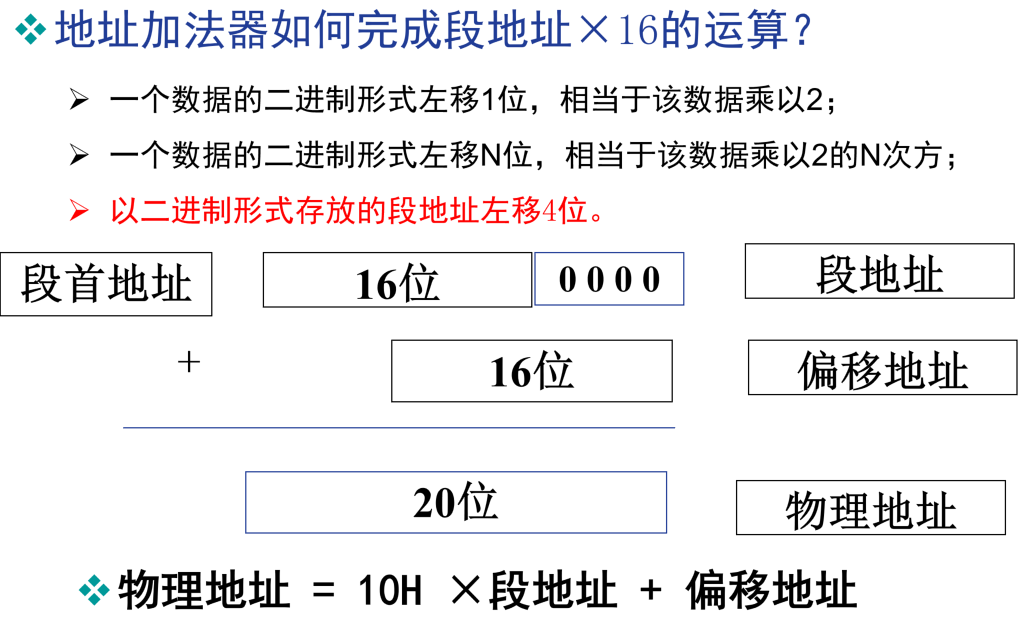 地址加法器如何完成段地址×16的运算？
一个数据的二进制形式左移1位，相当于该数据乘以2；
一个数据的二进制形式左移N位，相当于该数据乘以2的N次方；
以二进制形式存放的段地址左移4位。
段首地址 16位 0 0 0 0 段地址
+ 16位 偏移地址
20位 物理地址
物理地址 = 10H ×段地址 + 偏移地址